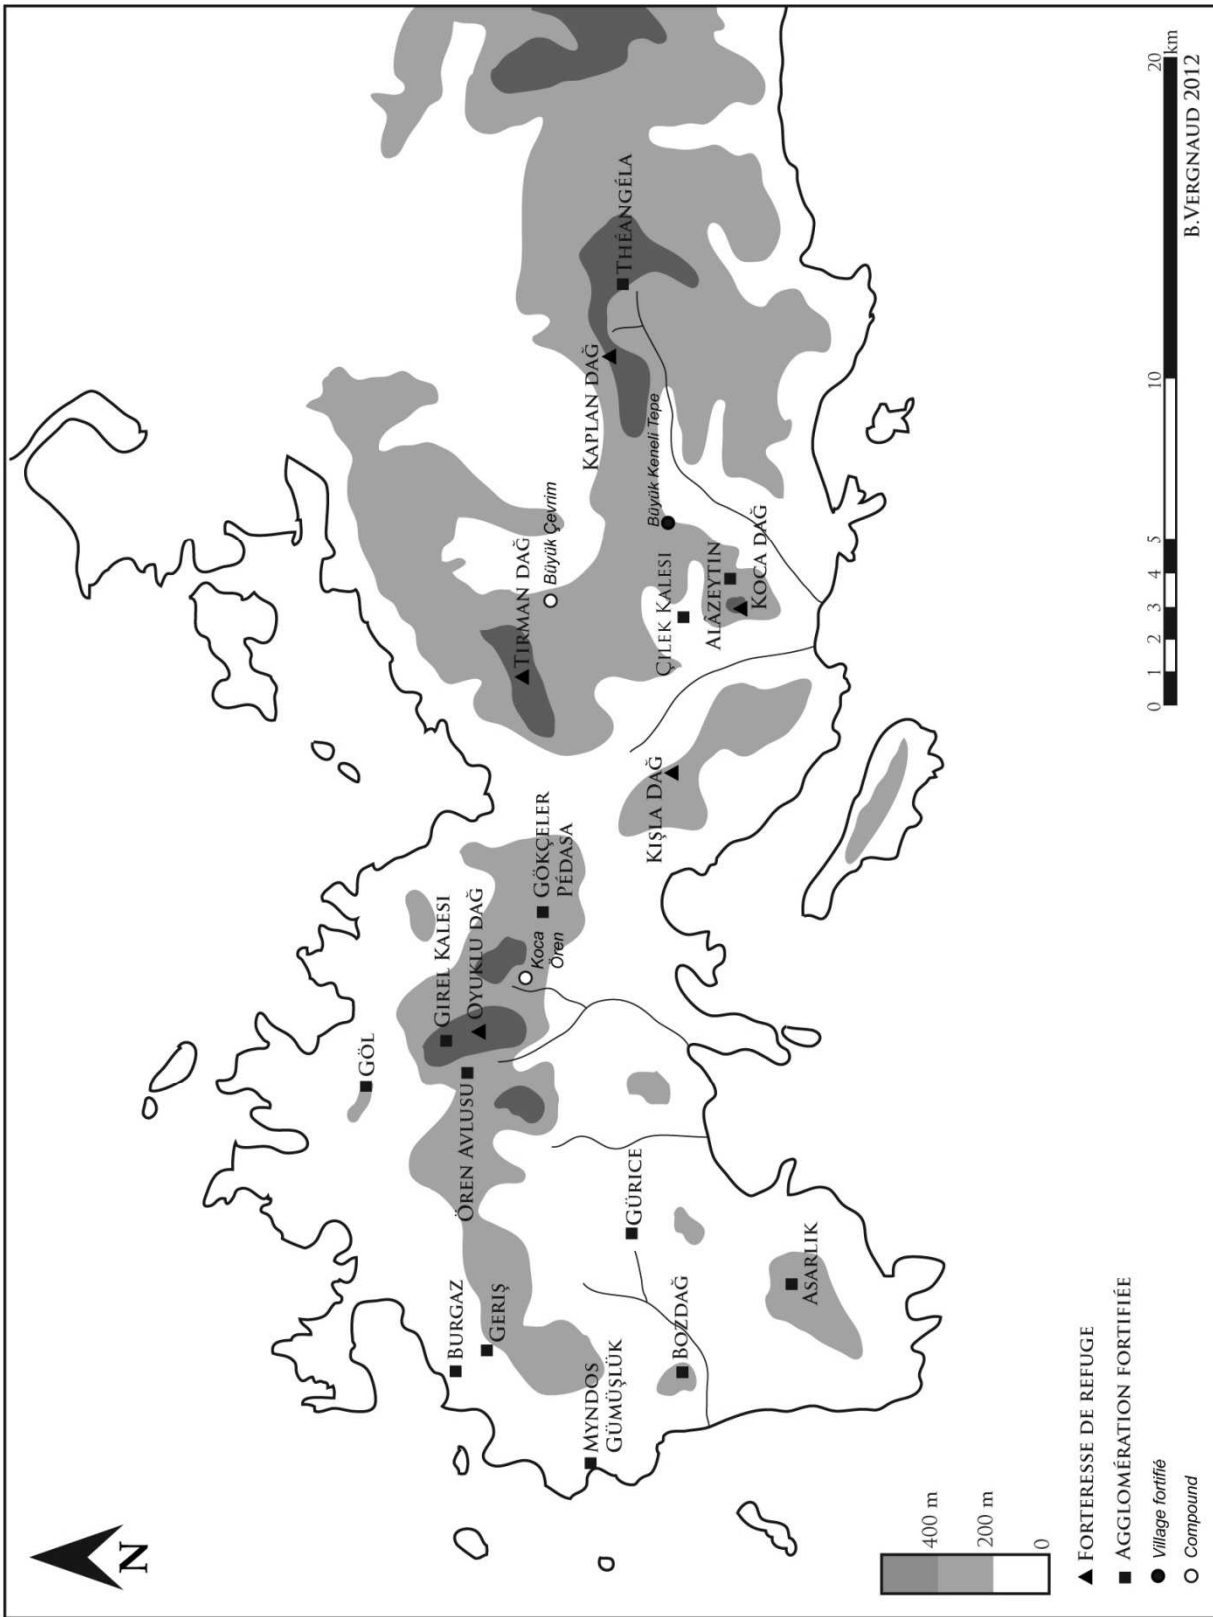 N
Burgaz
Geriş
Myndos
Gümüşlük
Bozdağ
Gürice
Asarlik
Göl
Ören Avlusu
Girel Kalesi
Oyuklu dağ
Koca
Ören
Gökçeler
Pédasa
Kişla Dağ
Tirman dağ
Büyük Çevrim
Çilek Kalesi
Alâzeytin
Koca dağ
Büyük Keneli Tepe
Kaplan dağ
Théangéla
400 m
200 m
0
Forteresse de refuge
Agglomération fortifiée
Village fortifié
Compound
0 1 2 3 4 5 10 20
km
B.Vergnaud 2012